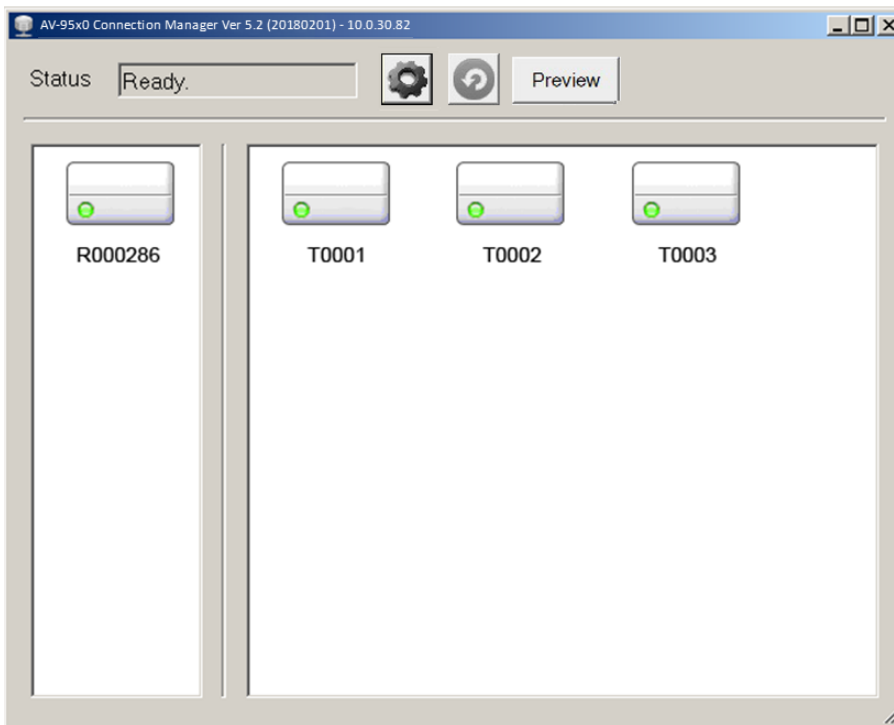 AV-95x0 Connection Manager Ver 5.2 (20180201) - 10.0.30.82
Status Ready. Preview
R000286 T0001 T0002 T0003